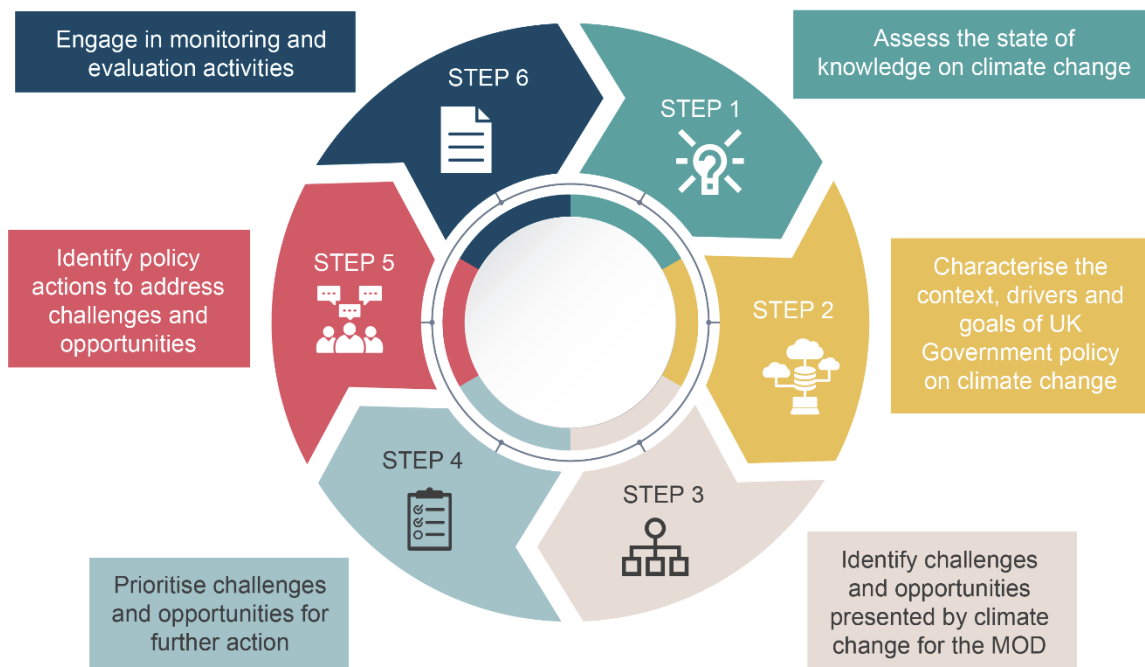 STEP 1
Assess the state of
knowledge on climate change
STEP 2
Characterise the
context, drivers and
goals of UK
Government policy
on climate change
STEP 3
Identify challenges
and opportunities
presented by climate
change for the MOD
STEP 4
Prioritise challenges
and opportunities for
further action
STEP 5
Identify policy
actions to address
challenges and
opportunities
STEP 6
Engage in monitoring and
evaluation activities